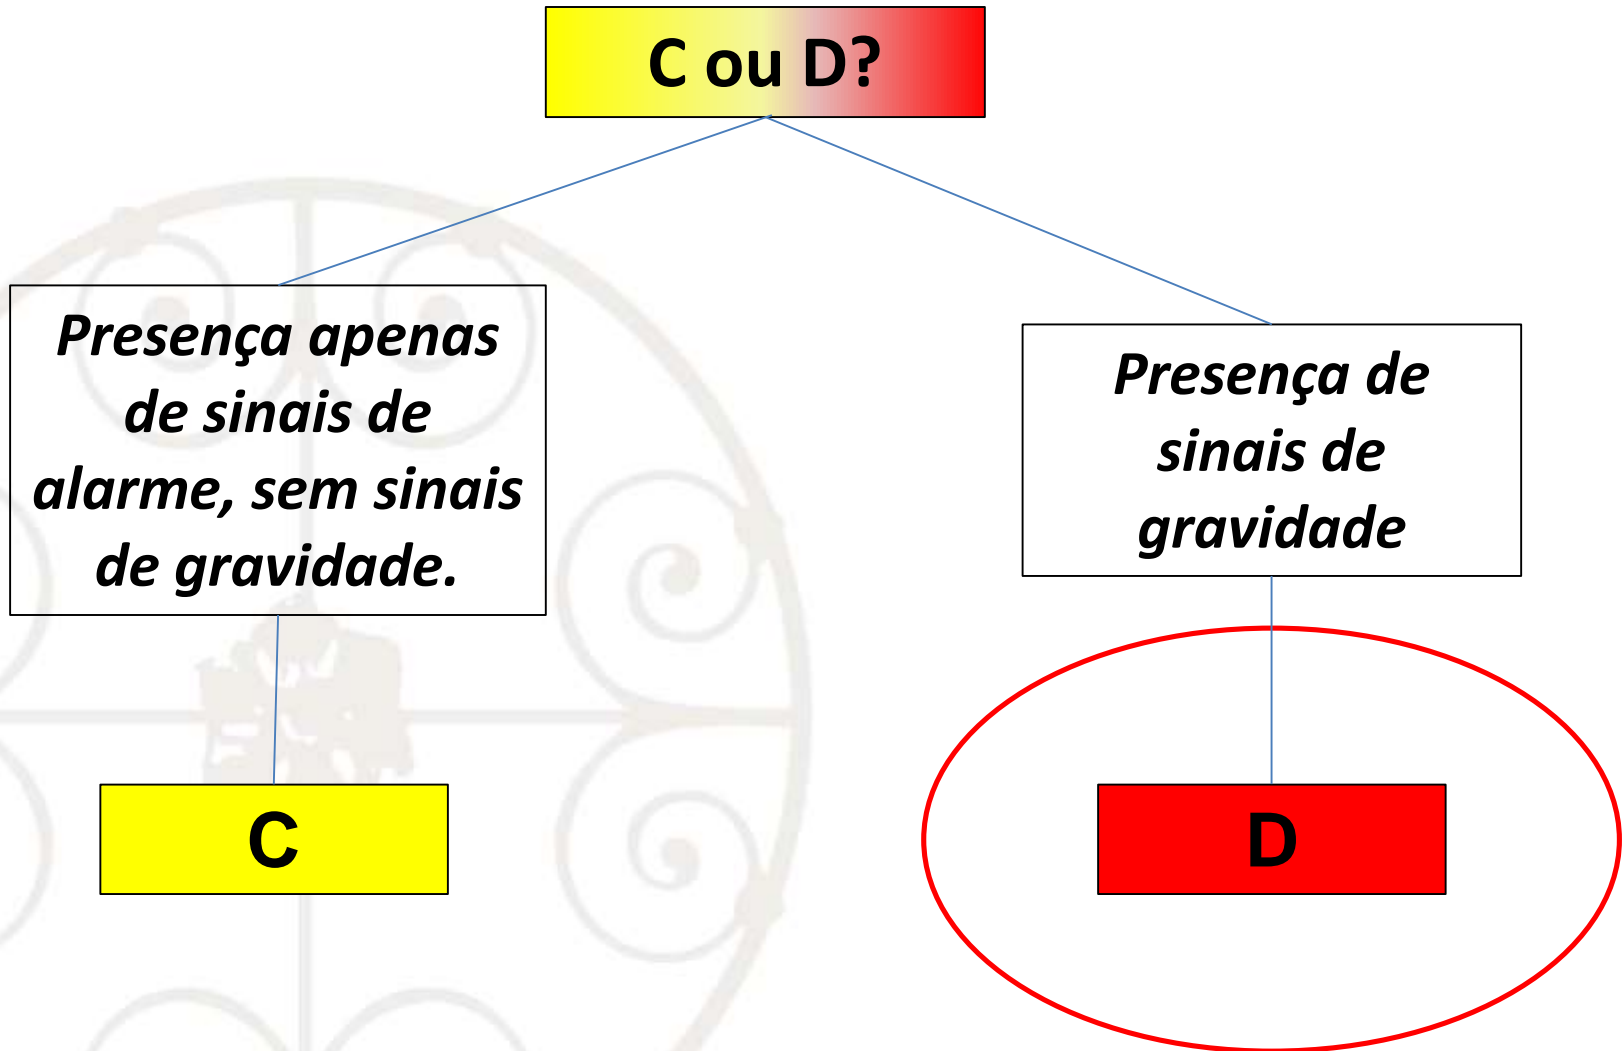 C ou D?
Presença apenas
de sinais de
alarme, sem sinais
de gravidade.
Presença de
sinais de
gravidade
C
D